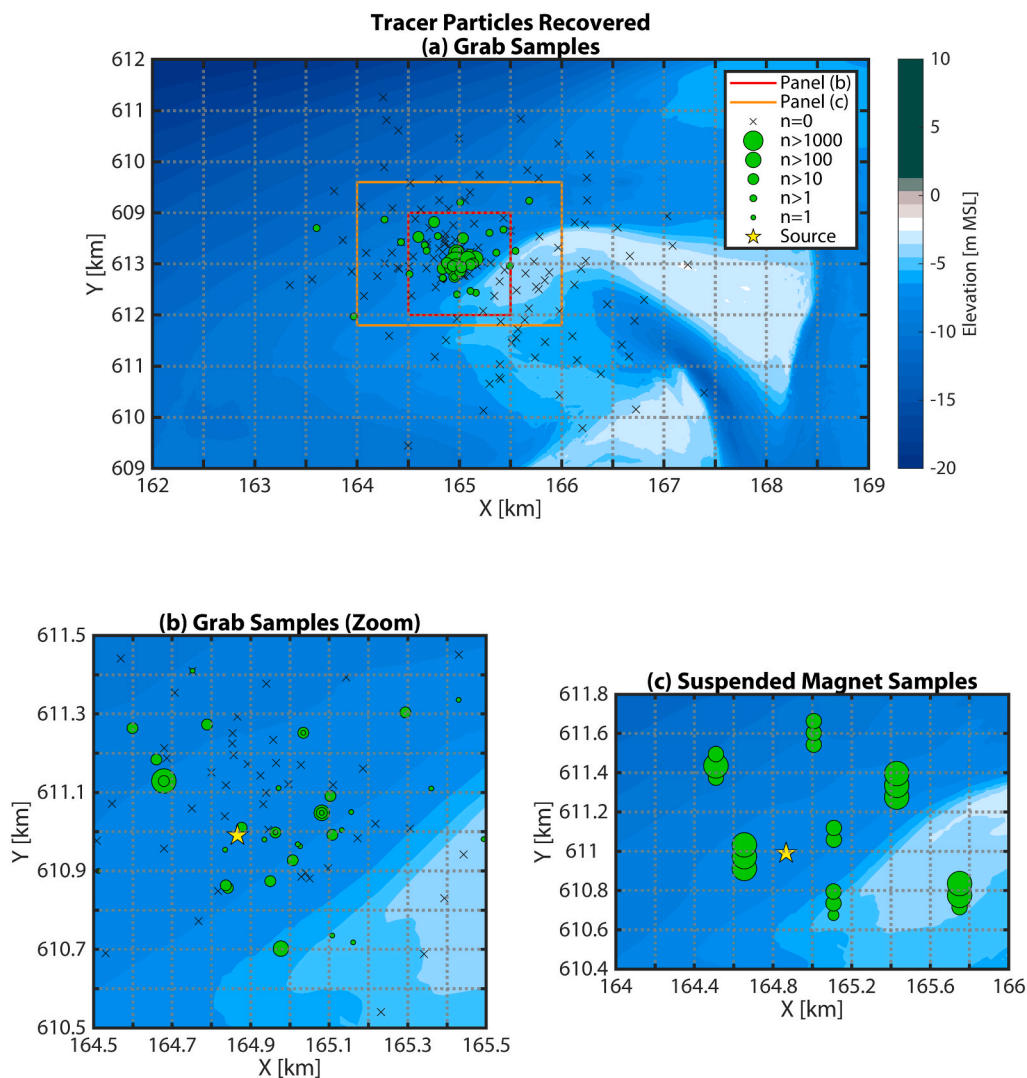 Tracer Particles Recovered
(a) Grab Samples
612
611
610
609
613
612
611
610
609
Y [km]
162
163
164
165
166
167
168
169
X [km]
Panel (b)
Panel (c)
n=0
n>1000
n>100
n>10
n>1
n=1
Source
10
5
0
-5
-10
-15
-20
Elevation [m MSL]
(b) Grab Samples (Zoom)
611.5
611.3
611.1
610.9
610.7
610.5
Y [km]
164.5
164.7
164.9
165.1
165.3
165.5
X [km]
(c) Suspended Magnet Samples
611.8
611.6
611.4
611.2
611
610.8
610.6
610.4
Y [km]
164
164.4
164.8
165.2
165.6
166
X [km]